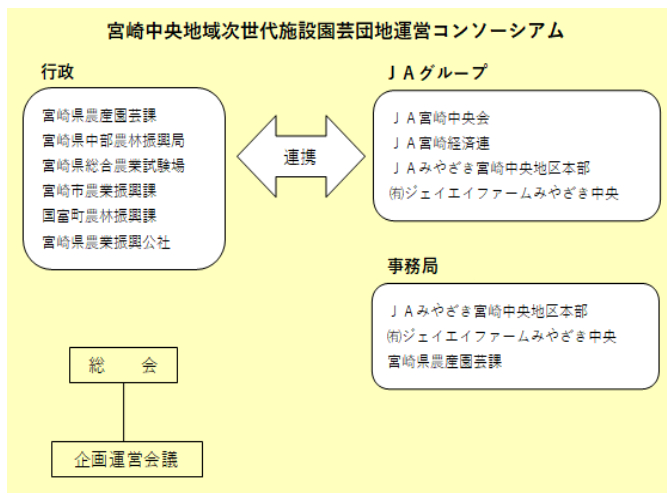 宮崎中央地域次世代施設園芸団地運営コンソーシアム
行政
宮崎県農産園芸課
宮崎県中部農林振興局
宮崎県総合農業試験場
宮崎市農業振興課
国富町農林振興課
宮崎県農業振興公社
連携
ＪＡグループ
ＪＡ宮崎中央会
ＪＡ宮崎経済連
ＪＡみやざき宮崎中央地区本部
㈲ジェイエイファームみやざき中央
事務局
ＪＡみやざき宮崎中央地区本部
㈲ジェイエイファームみやざき中央
宮崎県農産園芸課
総　会
企画運営会議